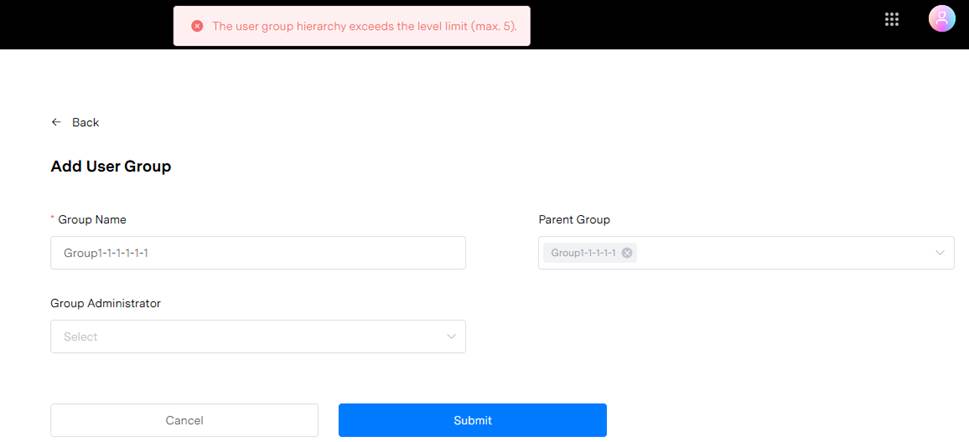 The user group hierarchy exceeds the level limit (max. 5).
Back
Add User Group
* Group Name
Parent Group
Group1-1-1-1-1-1
Group1-1-1-1-1
Group Administrator
Select
Cancel
Submit